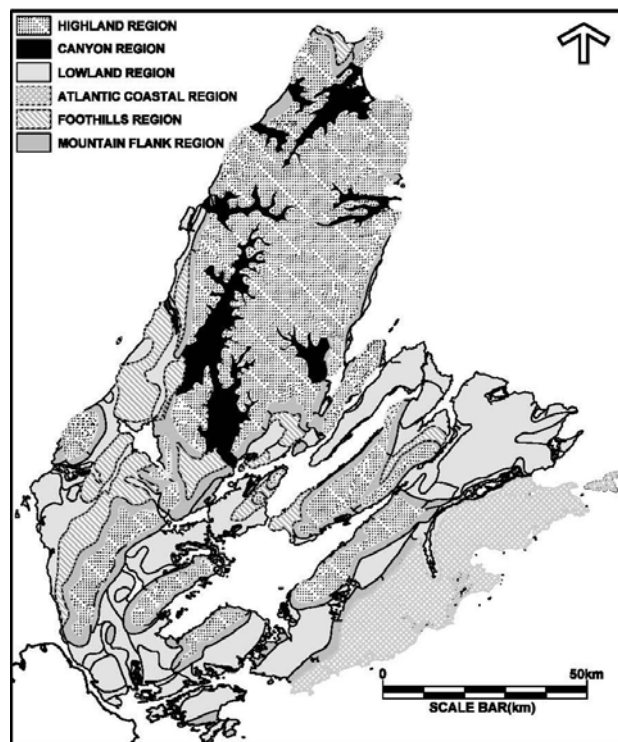 HIGHLAND REGION
CANYON REGION
LOWLAND REGION
ATLANTIC COASTAL REGION
FOOTHILLS REGION
MOUNTAIN FLANK REGION
0 50km
SCALE BAR(km)